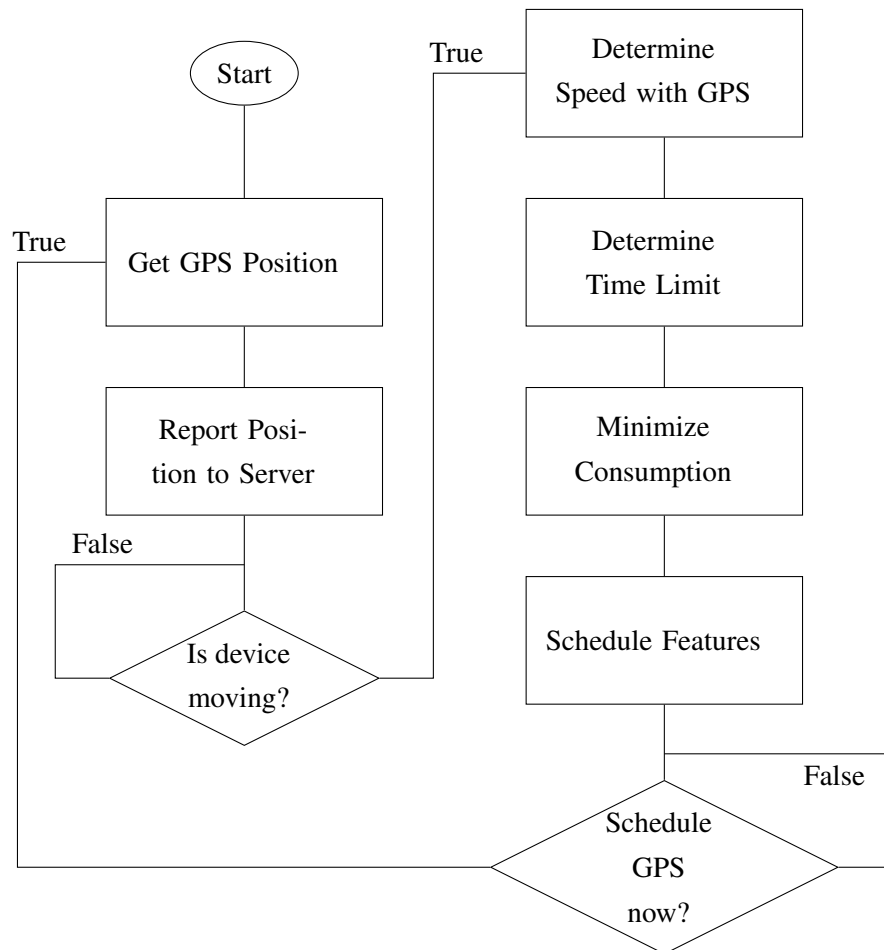 Start
True
Get GPS Position
Report Posi-
tion to Server
False
Is device
moving?
True
Determine
Speed with GPS
Determine
Time Limit
Minimize
Consumption
Schedule Features
False
Schedule
GPS
now?